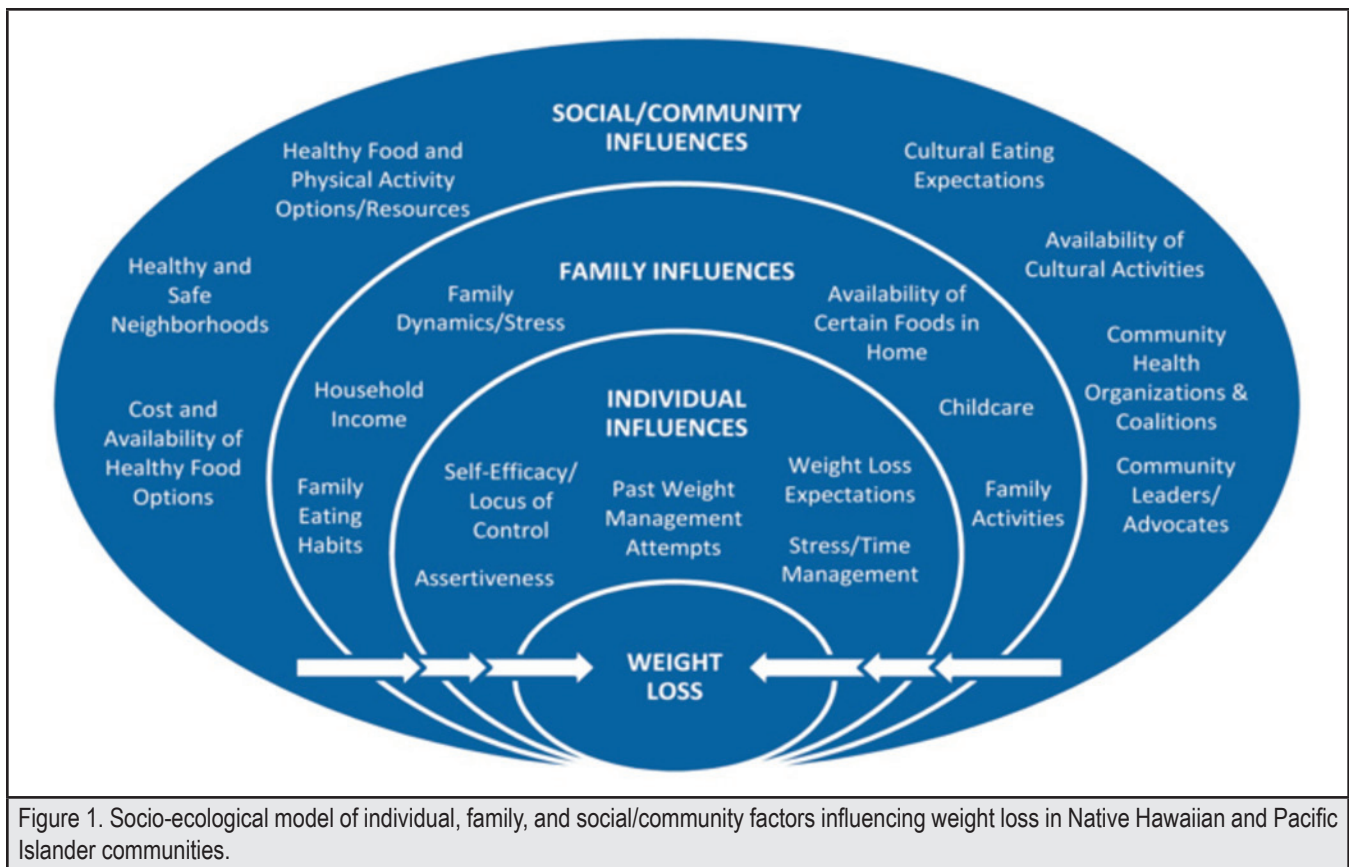 SOCIAL/COMMUNITY
INFLUENCES
Healthy Food and
Physical Activity
Options/Resources
Cultural Eating
Expectations
Healthy and
Safe
Neighborhoods
Availability of
Cultural Activities
Cost and
Availability of
Healthy Food
Options
Community
Health
Organizations &
Coalitions
Community
Leaders/
Advocates
FAMILY INFLUENCES
Family
Dynamics/Stress
Availability of
Certain Foods in
Home
Household
Income
Childcare
Family
Eating
Habits
Family
Activities
INDIVIDUAL
INFLUENCES
Self-Efficacy/
Locus of
Control
Past Weight
Management
Attempts
Weight Loss
Expectations
Assertiveness
Stress/Time
Management
WEIGHT
LOSS
Figure 1. Socio-ecological model of individual, family, and social/community factors influencing weight loss in Native Hawaiian and Pacific
Islander communities.